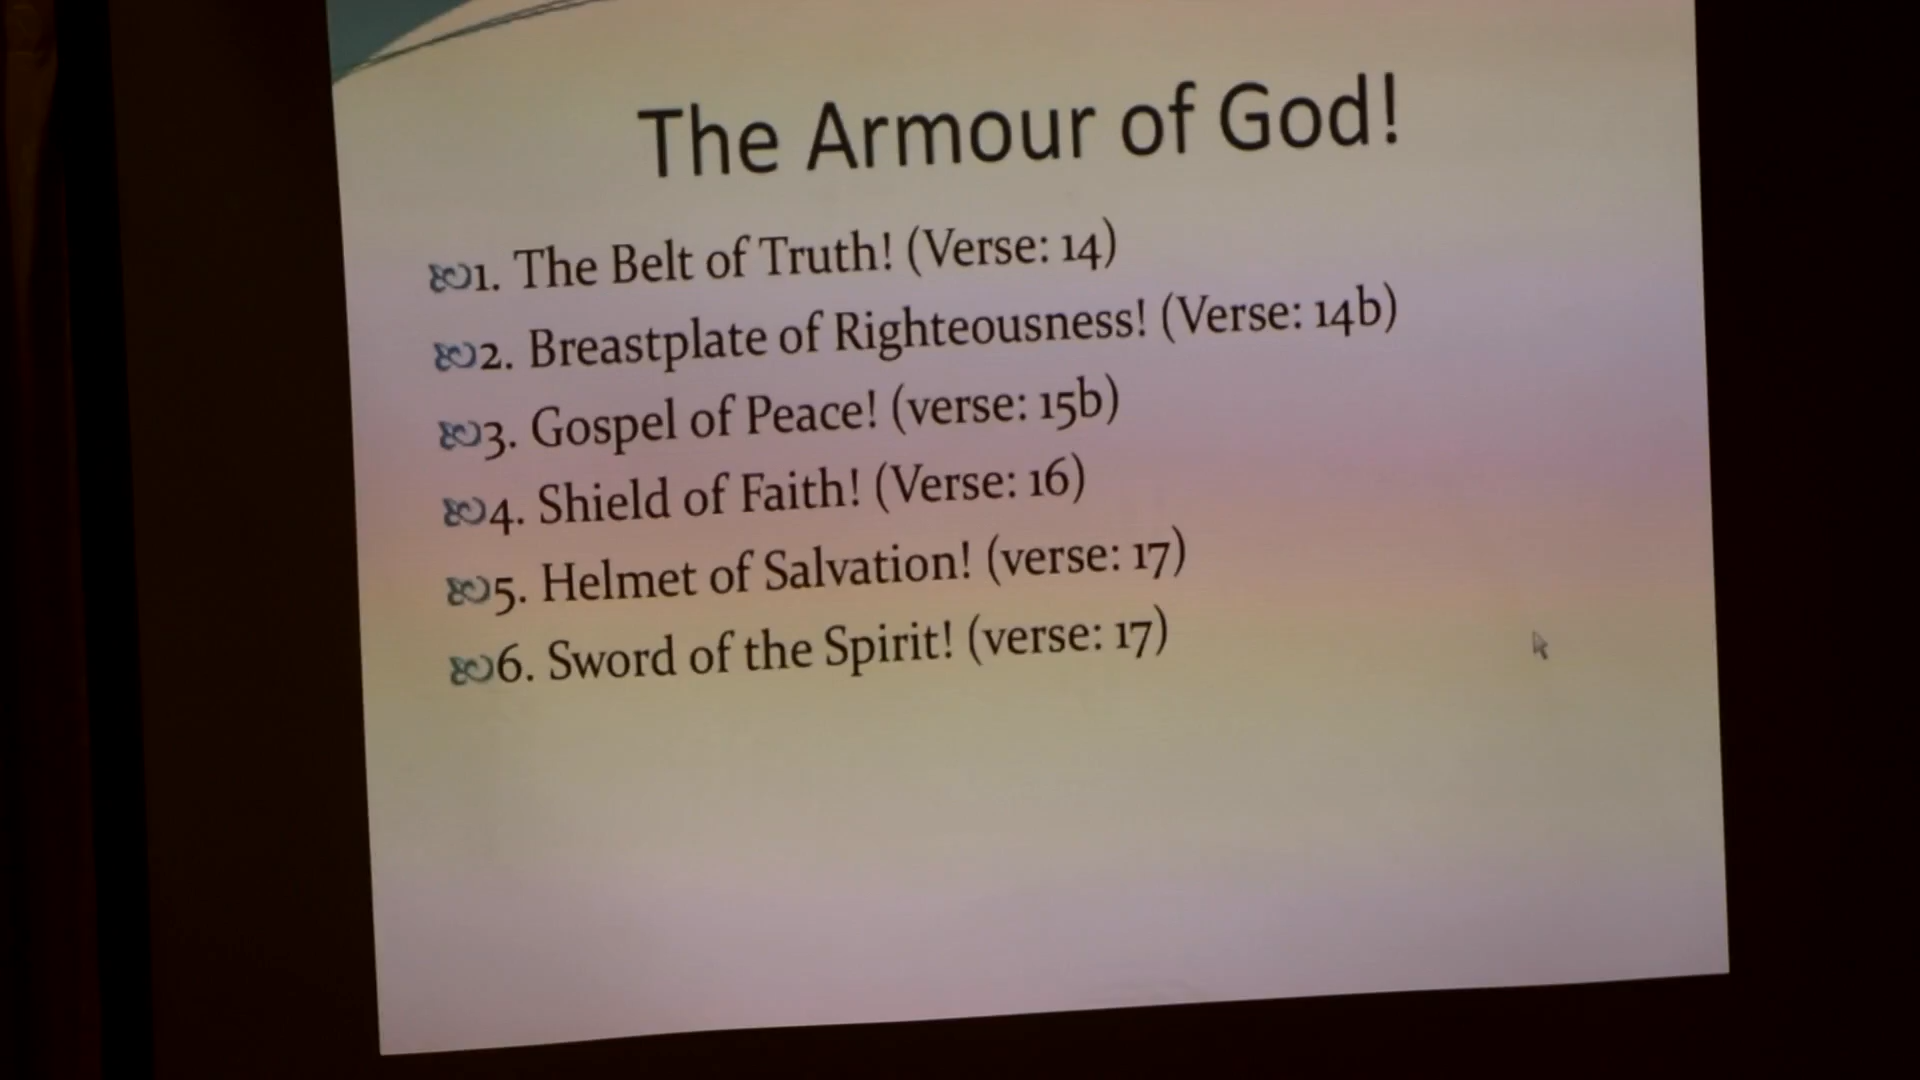 The Armour of God!
1. The Belt of Truth! (Verse: 14)
2. Breastplate of Righteousness! (Verse: 14b)
3. Gospel of Peace! (verse: 15b)
4. Shield of Faith! (Verse: 16)
5. Helmet of Salvation! (verse: 17)
6. Sword of the Spirit! (verse: 17)